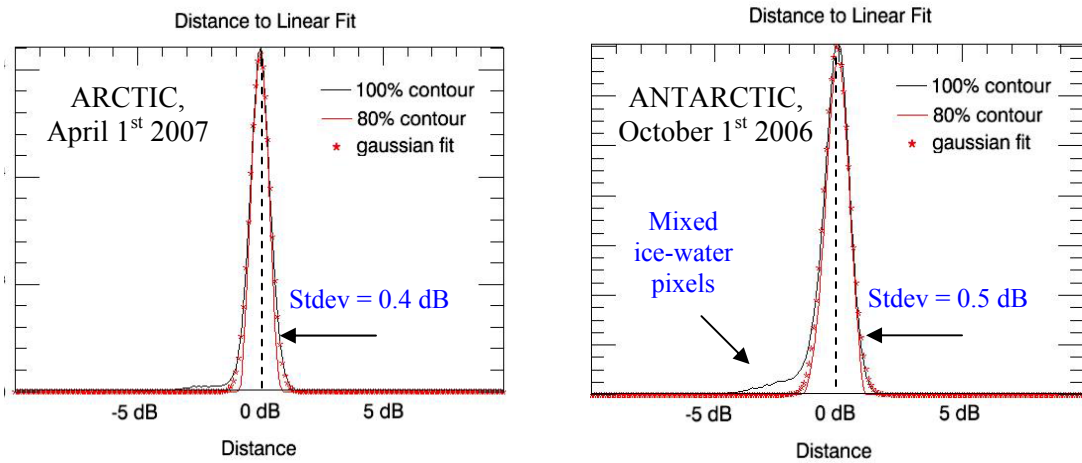 Distance to Linear Fit
ARCTIC,
April 1st 2007
100% contour
80% contour
gaussian fit
Stdev = 0.4 dB
-5 dB
0 dB
5 dB
Distance
Distance to Linear Fit
ANTARCTIC,
October 1st 2006
100% contour
80% contour
gaussian fit
Mixed
ice-water
pixels
Stdev = 0.5 dB
-5 dB
0 dB
5 dB
Distance